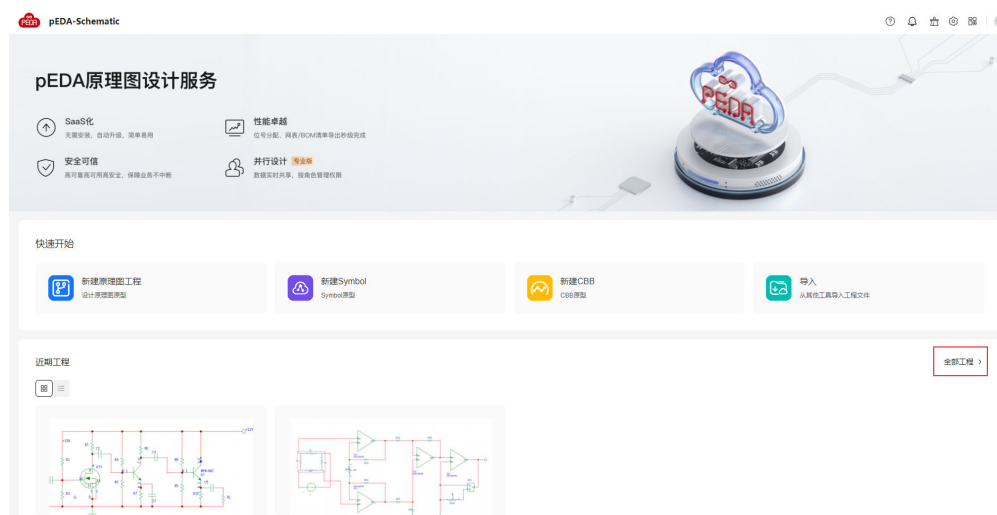 PEDA pEDA-Schematic
pEDA原理图设计服务
SaaS化
无需安装，自动升级，简单易用
性能卓越
位号分配、网表/BOM清单导出秒级完成
安全可信
高可靠高可用高安全，保障业务不中断
并行设计 专业版
数据实时共享，按角色管理权限
PEDA
快速开始
新建原理图工程
设计原理图原型
新建Symbol
Symbol原型
新建CBB
CBB原型
导入
从其他工具导入工程文件
近期工程
全部工程 >